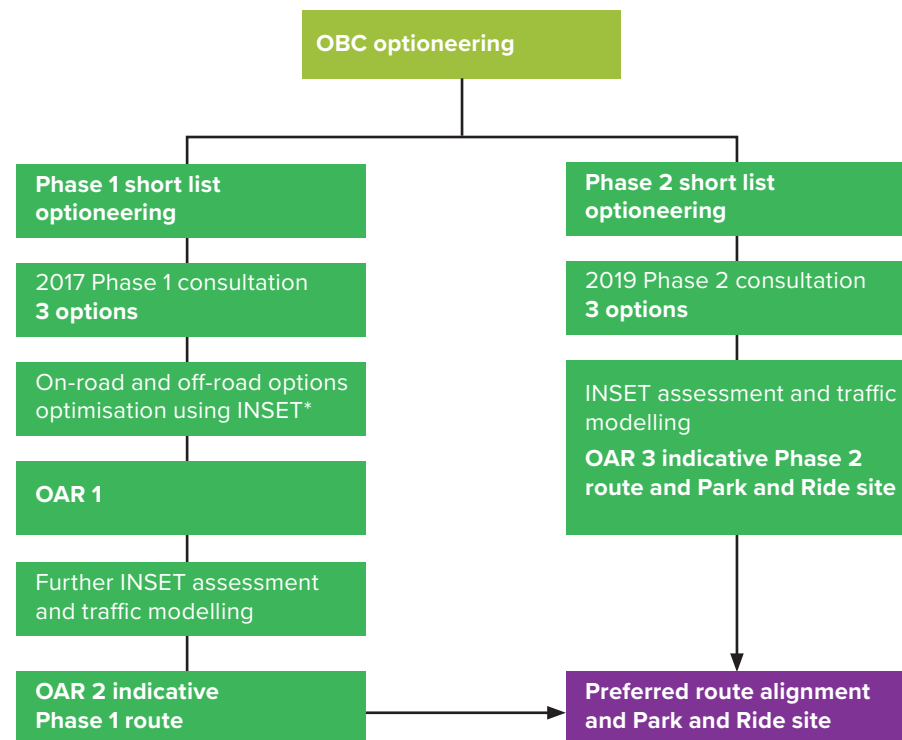 OBC optioneering
Phase 1 short list
optioneering
2017 Phase 1 consultation
3 options
On-road and off-road options
optimisation using INSET*
OAR 1
Further INSET assessment
and traffic modelling
OAR 2 indicative
Phase 1 route
Phase 2 short list
optioneering
2019 Phase 2 consultation
3 options
INSET assessment and traffic
modelling
OAR 3 indicative Phase 2
route and Park and Ride site
Preferred route alignment
and Park and Ride site